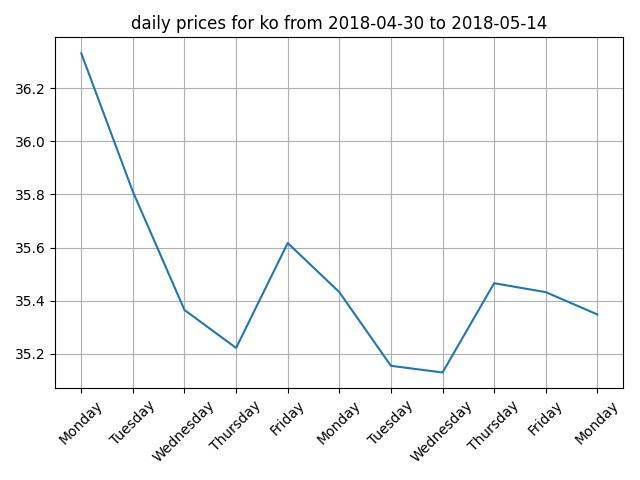 daily prices for ko from 2018-04-30 to 2018-05-14
36.2
36.0
35.8
35.6
35.4
35.2
Monday
Tuesday
Wednesday
Thursday
Friday
Monday
Tuesday
Wednesday
Thursday
Friday
Monday